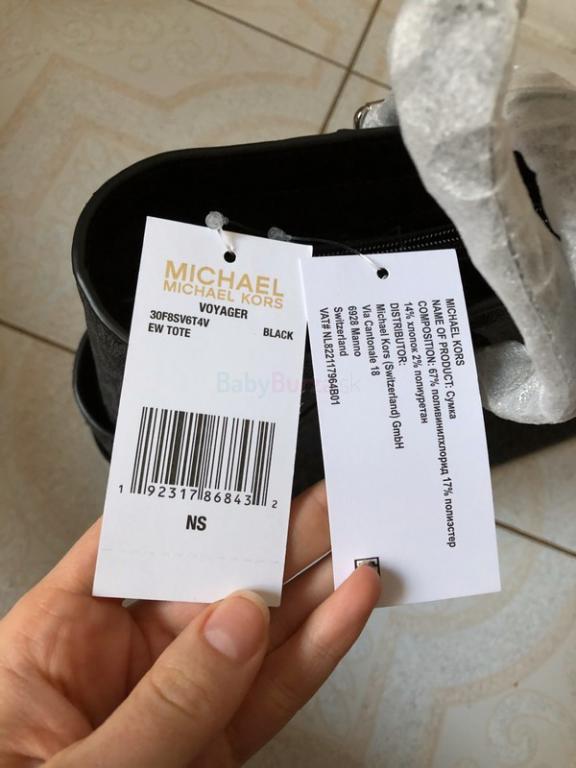 MICHAEL
MICHAEL KORS
VOYAGER
30F8SV6T4V
EW TOTE BLACK
1 92317 86843 2
NS
MICHAEL KORS
NAME OF PRODUCT: Сумка
COMPOSITION: 67% поливинилхлорид 17% полиэстер
14% хлопок 2% полиуретан
DISTRIBUTOR:
Michael Kors (Switzerland) GmbH
Via Cantonale 18
6928 Manno
Switzerland
VAT# NL822117964B01